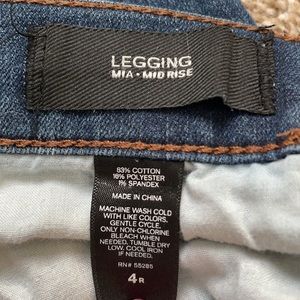 LEGGING
MIA • MID RISE
83% COTTON
16% POLYESTER
1% SPANDEX
MADE IN CHINA
MACHINE WASH COLD
WITH LIKE COLORS.
GENTLE CYCLE.
ONLY NON-CHLORINE
BLEACH WHEN
NEEDED. TUMBLE DRY
LOW. COOL IRON
IF NEEDED.
RN# 55285
4 R